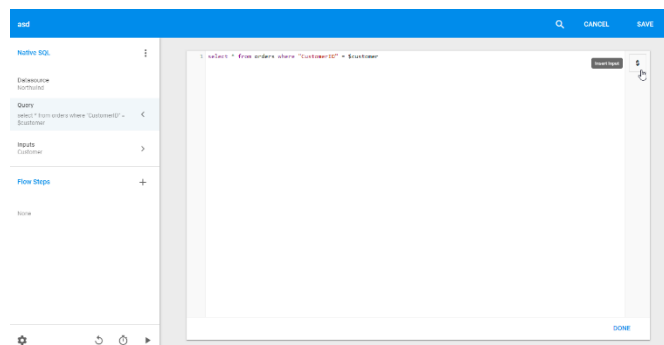 asd
CANCEL
SAVE
Native SQL
Datasource
Northwind
Query
select * from orders where "CustomerID" =
$customer
Inputs
Customer
Flow Steps
None
1 select * from orders where "CustomerID" = $customer
Insert Input
$
DONE